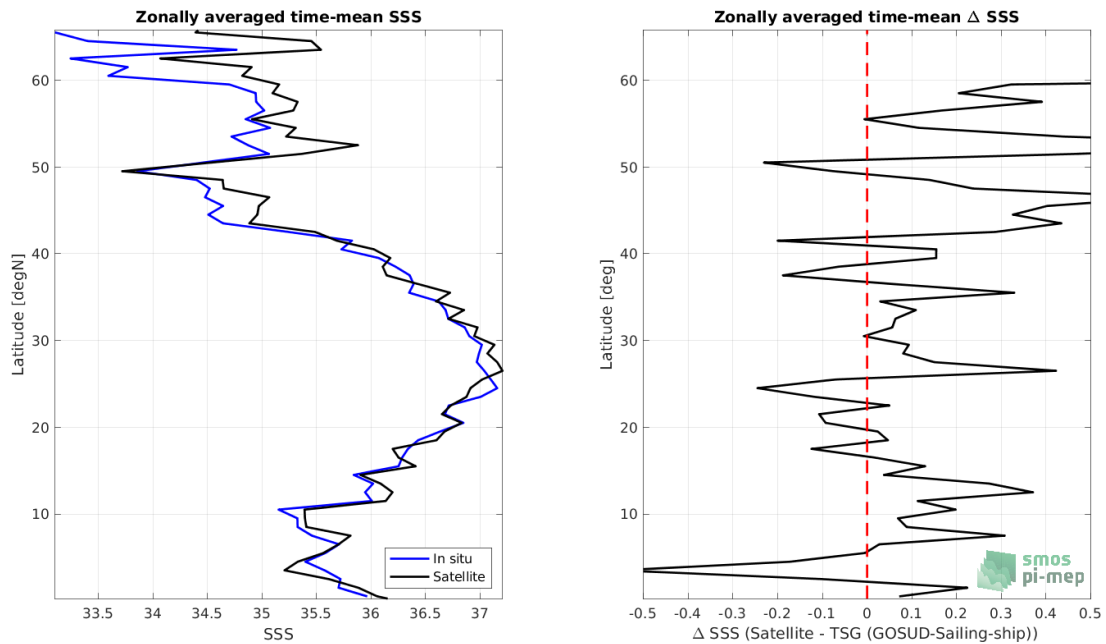 Zonally averaged time-mean SSS
60
50
40
30
20
10
Latitude [degN]
33.5 34 34.5 35 35.5 36 36.5 37
SSS
In situ
Satellite
Zonally averaged time-mean Δ SSS
60
50
40
30
20
10
Latitude [deg]
-0.5 -0.4 -0.3 -0.2 -0.1 0 0.1 0.2 0.3 0.4 0.5
Δ SSS (Satellite - TSG (GOSUD-Sailing-ship))
smos
pi-mep